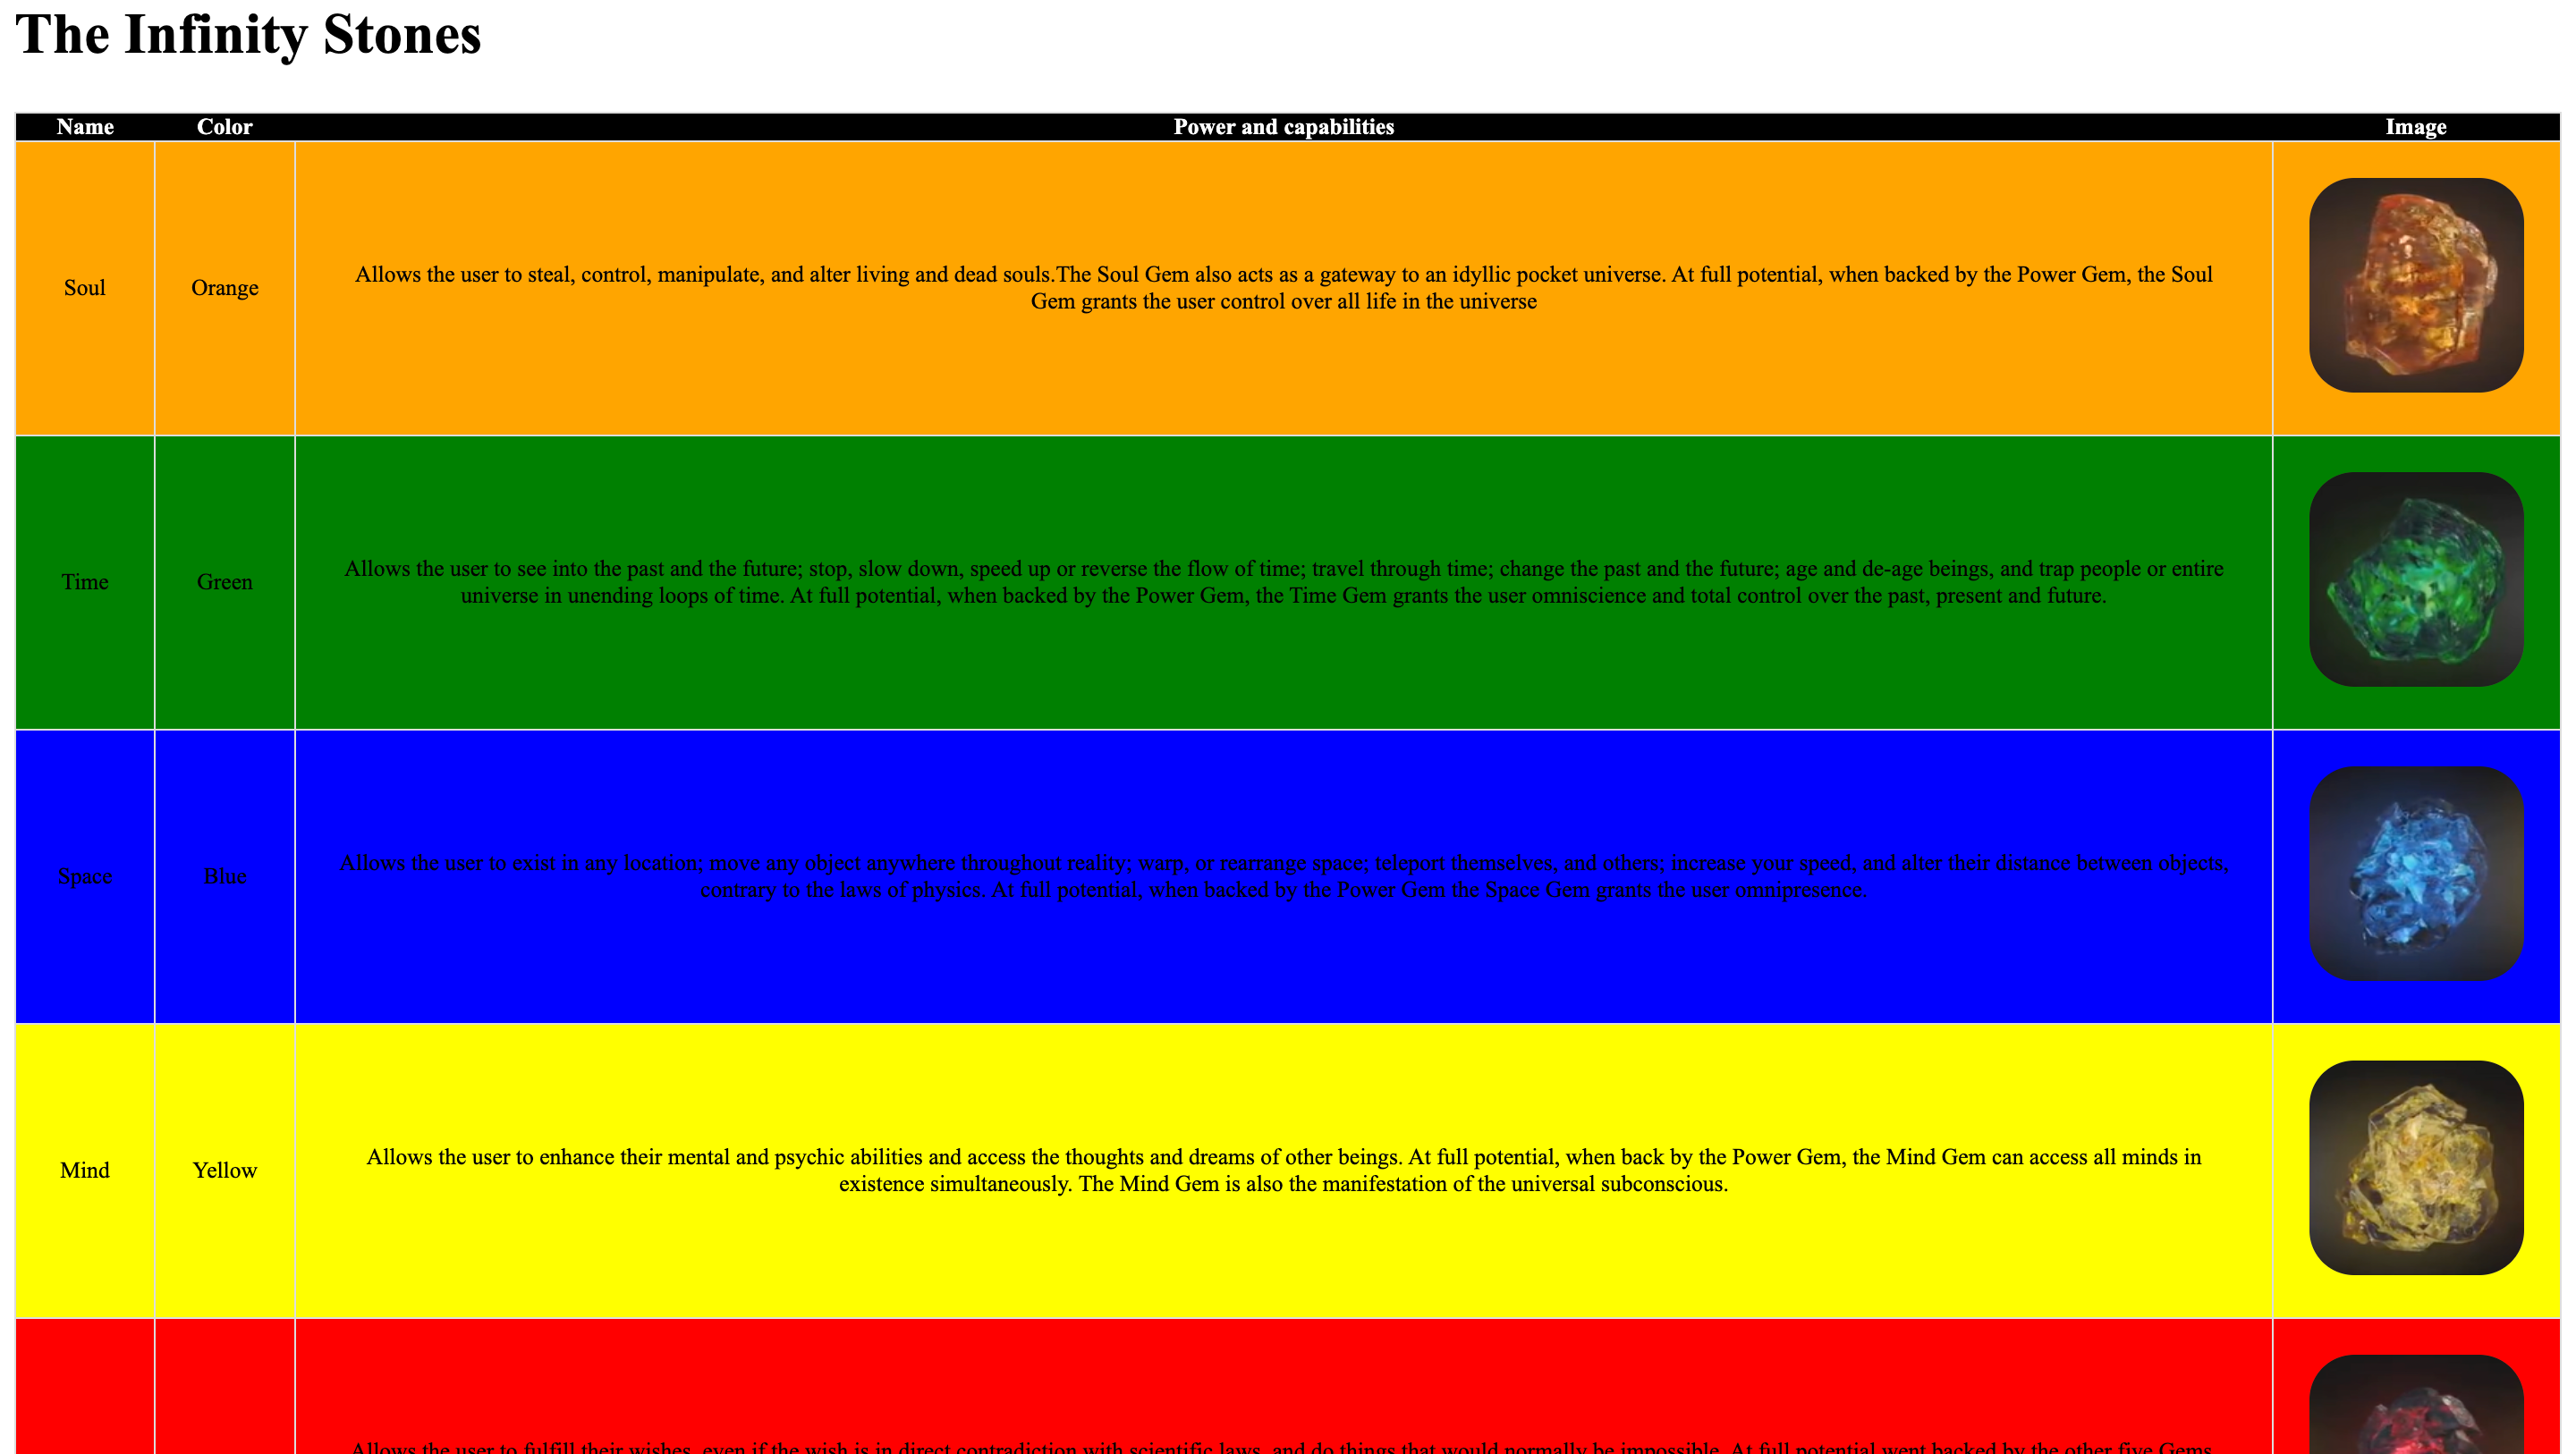 The Infinity Stones
Name Color Power and capabilities Image
Soul Orange Allows the user to steal, control, manipulate, and alter living and dead souls.The Soul Gem also acts as a gateway to an idyllic pocket universe. At full potential, when backed by the Power Gem, the Soul
Gem grants the user control over all life in the universe
Time Green Allows the user to see into the past and the future; stop, slow down, speed up or reverse the flow of time; travel through time; change the past and the future; age and de-age beings, and trap people or entire
universe in unending loops of time. At full potential, when backed by the Power Gem, the Time Gem grants the user omniscience and total control over the past, present and future.
Space Blue Allows the user to exist in any location; move any object anywhere throughout reality; warp, or rearrange space; teleport themselves, and others; increase your speed, and alter their distance between objects,
contrary to the laws of physics. At full potential, when backed by the Power Gem the Space Gem grants the user omnipresence.
Mind Yellow Allows the user to enhance their mental and psychic abilities and access the thoughts and dreams of other beings. At full potential, when back by the Power Gem, the Mind Gem can access all minds in
existence simultaneously. The Mind Gem is also the manifestation of the universal subconscious.
Allows the user to fulfill their wishes, even if the wish is in direct contradiction with scientific laws, and do things that would normally be impossible. At full potential went backed by the other five Gems,